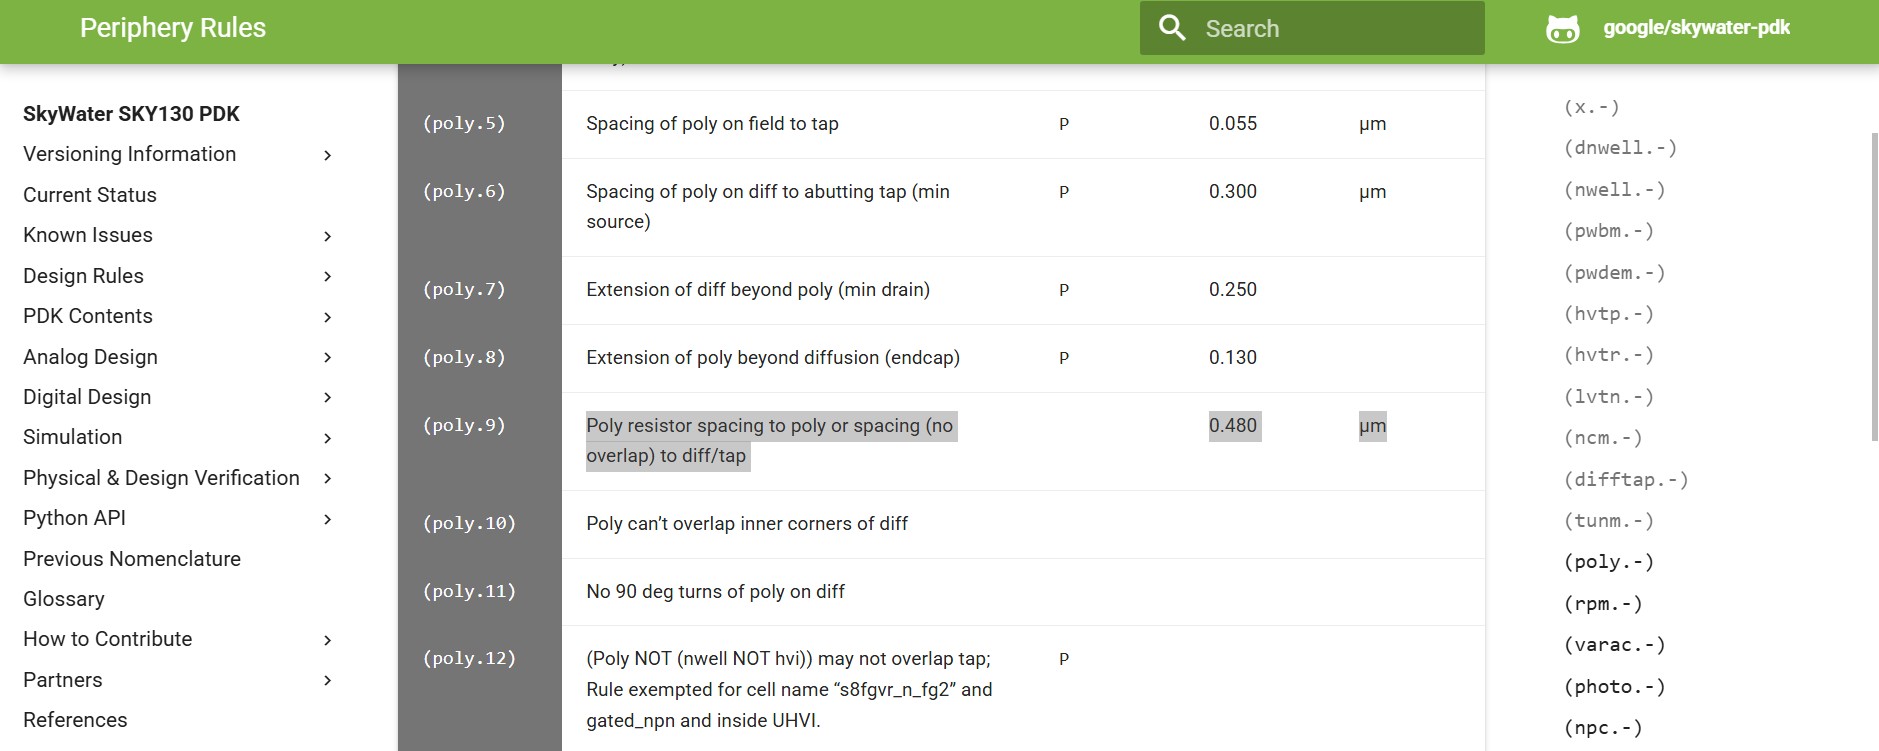 Periphery Rules
Search
google/skywater-pdk
SkyWater SKY130 PDK
Versioning Information
Current Status
Known Issues
Design Rules
PDK Contents
Analog Design
Digital Design
Simulation
Physical & Design Verification
Python API
Previous Nomenclature
Glossary
How to Contribute
Partners
References
(poly.5) Spacing of poly on field to tap P 0.055 µm
(poly.6) Spacing of poly on diff to abutting tap (min P 0.300 µm
source)
(poly.7) Extension of diff beyond poly (min drain) P 0.250
(poly.8) Extension of poly beyond diffusion (endcap) P 0.130
(poly.9) Poly resistor spacing to poly or spacing (no 0.480 µm
overlap) to diff/tap
(poly.10) Poly can’t overlap inner corners of diff
(poly.11) No 90 deg turns of poly on diff
(poly.12) (Poly NOT (nwell NOT hvi)) may not overlap tap; P
Rule exempted for cell name “s8fgvr_n_fg2” and
gated_npn and inside UHVI.
(x.-)
(dnwell.-)
(nwell.-)
(pwbm.-)
(pwdem.-)
(hvtp.-)
(hvtr.-)
(lvtn.-)
(ncm.-)
(difftap.-)
(tunm.-)
(poly.-)
(rpm.-)
(varac.-)
(photo.-)
(npc.-)